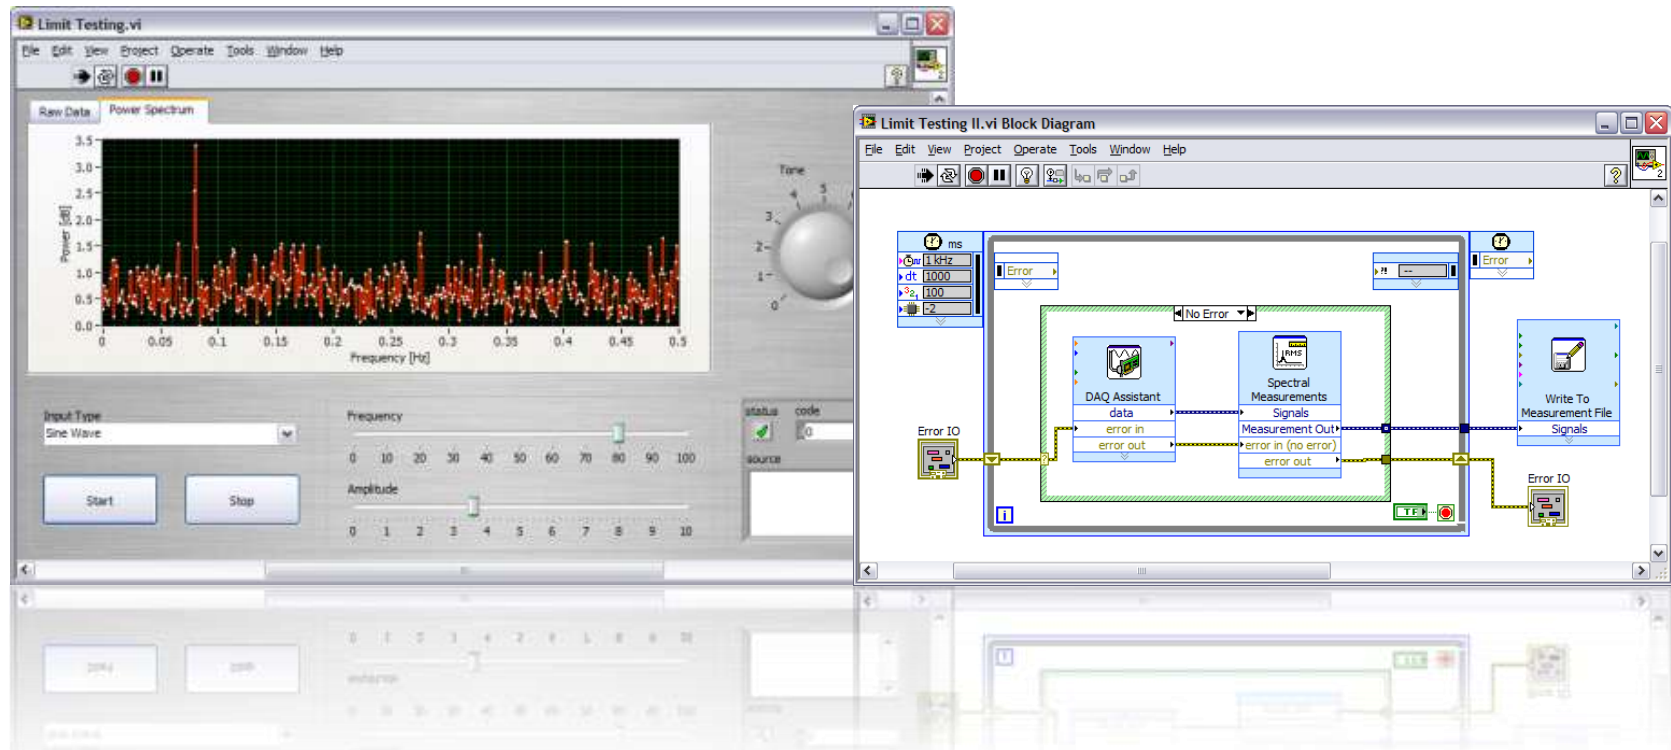 Limit Testing.vi
File Edit View Project Operate Tools Window Help
2
Raw Data Power Spectrum
3.5
3.0
2.5
2.0
1.5
1.0
0.5
0.0
Power [dB]
0 0.05 0.1 0.15 0.2 0.25 0.3 0.35 0.4 0.45 0.5
Frequency [Hz]
Time
0 1 2 3 4 5
Input Type
Sine Wave
Start Stop
Frequency
0 10 20 30 40 50 60 70 80 90 100
Amplitude
0 1 2 3 4 5 6 7 8 9 10
status code
0
source
Limit Testing II.vi Block Diagram
File Edit View Project Operate Tools Window Help
2
ms
1 kHz
dt 1000
100
-2
Error
?! --
Error
No Error
DAQ Assistant
data
error in
error out
Spectral
Measurements
Signals
Measurement Out
error in (no error)
error out
RMS
Error IO
?
i
TF
Write To
Measurement File
Signals
Error IO